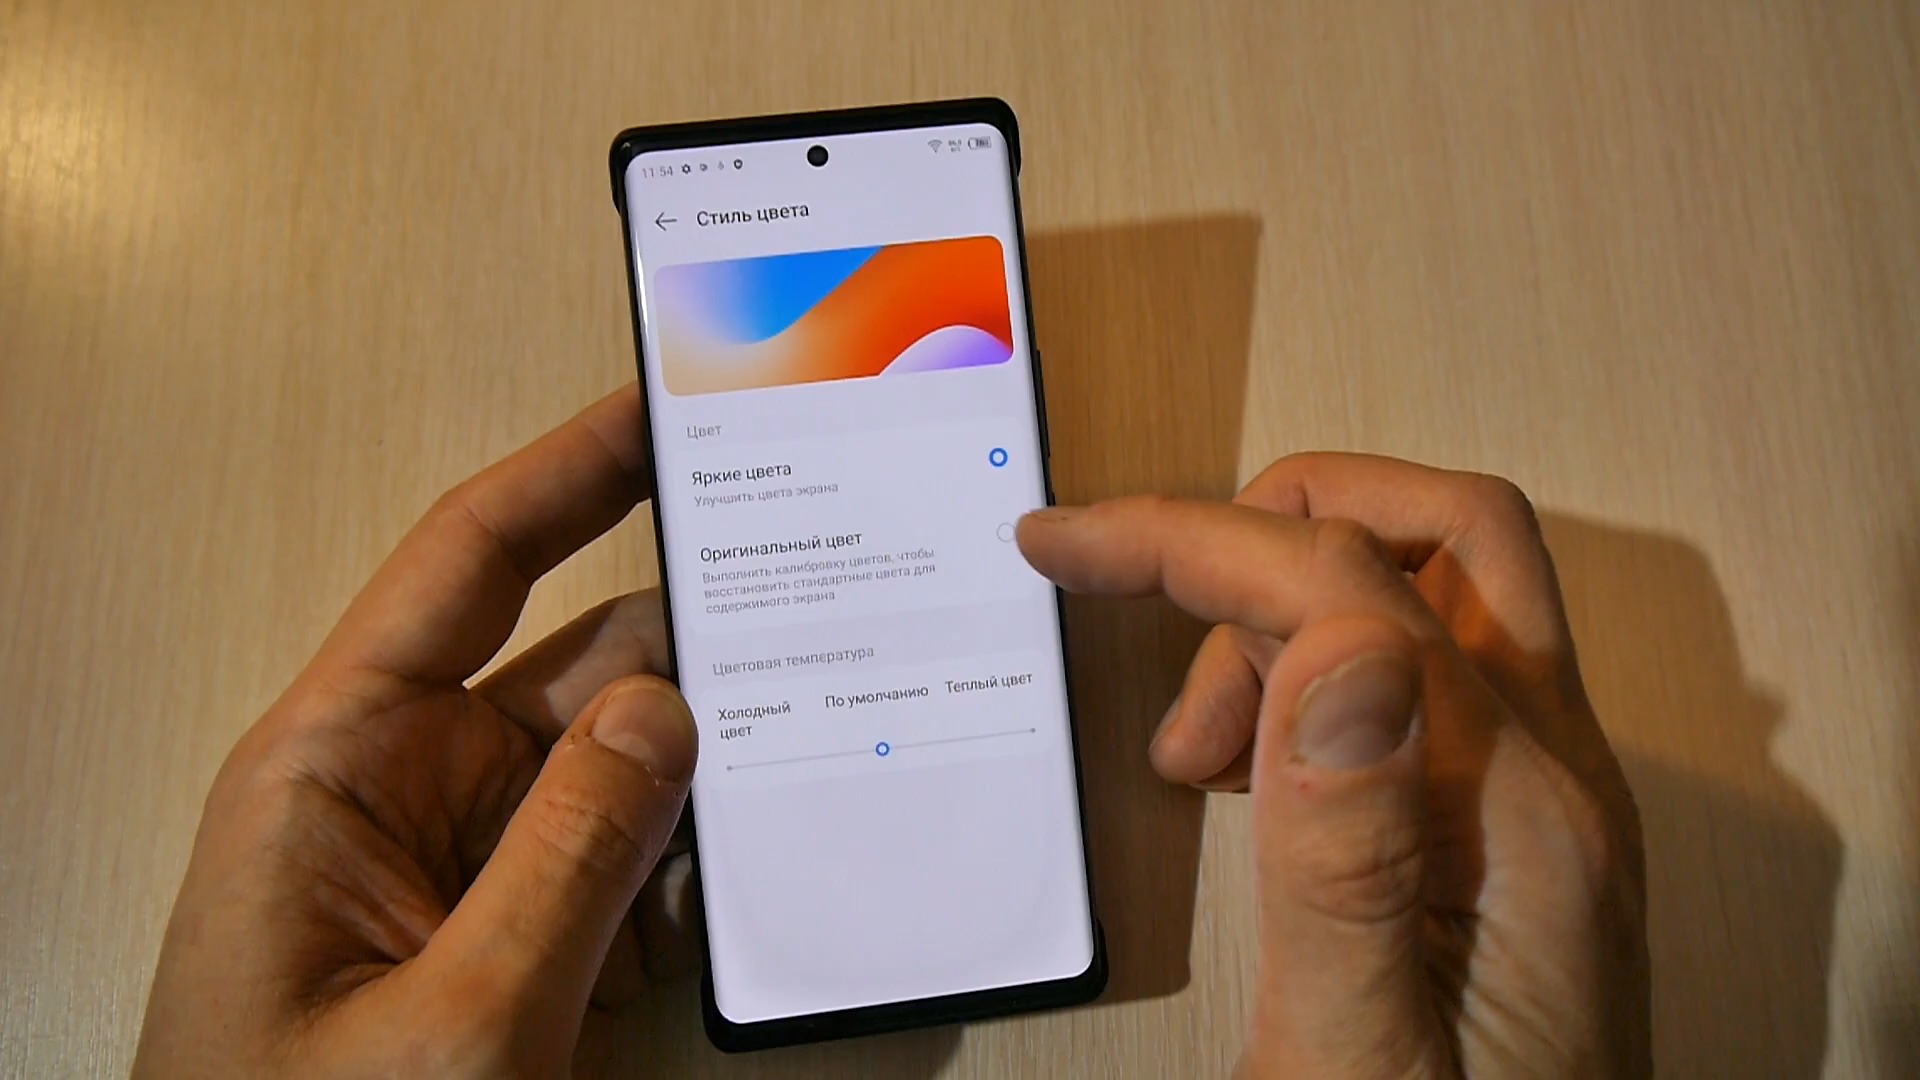 11:54
Стиль цвета
Цвет
Яркие цвета
Улучшить цвета экрана
Оригинальный цвет
Выполнить калибровку цветов, чтобы
восстановить стандартные цвета для
содержимого экрана
Цветовая температура
Холодный
цвет
По умолчанию
Теплый цвет